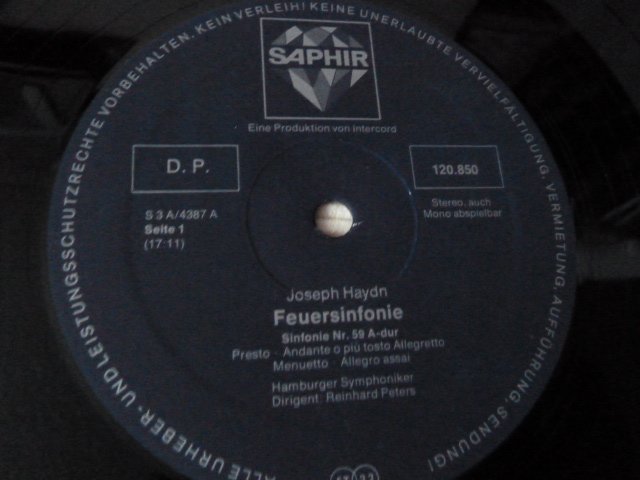 ALLE URHEBER- UND LEISTUNGSSCHUTZRECHTE VORBEHALTEN. KEIN VERLEIH! KEINE UNERLAUBTE VERVIELFÄLTIGUNG, VERMIETUNG, AUFFÜHRUNG, SENDUNG!
SAPHIR
Eine Produktion von Intercord
D. P.
120.850
S 3 A/4387 A
Seite 1
(17:11)
Stereo, auch
Mono abspielbar
Joseph Haydn
Feuersinfonie
Sinfonie Nr. 59 A-dur
Presto · Andante o più tosto Allegretto
Menuetto · Allegro assai
Hamburger Symphoniker
Dirigent: Reinhard Peters